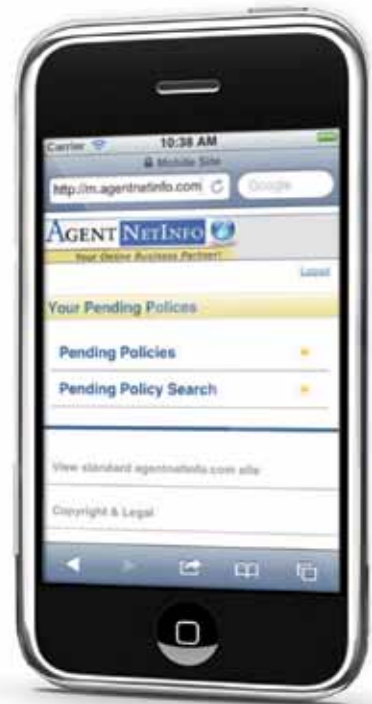 Carrier 10:38 AM
Mobile Site
http://m.agentnetinfo.com Google
AGENT NETINFO
Your Online Business Partner!
Logout
Your Pending Polices
Pending Policies
Pending Policy Search
View standard agentnetinfo.com site
Copyright & Legal